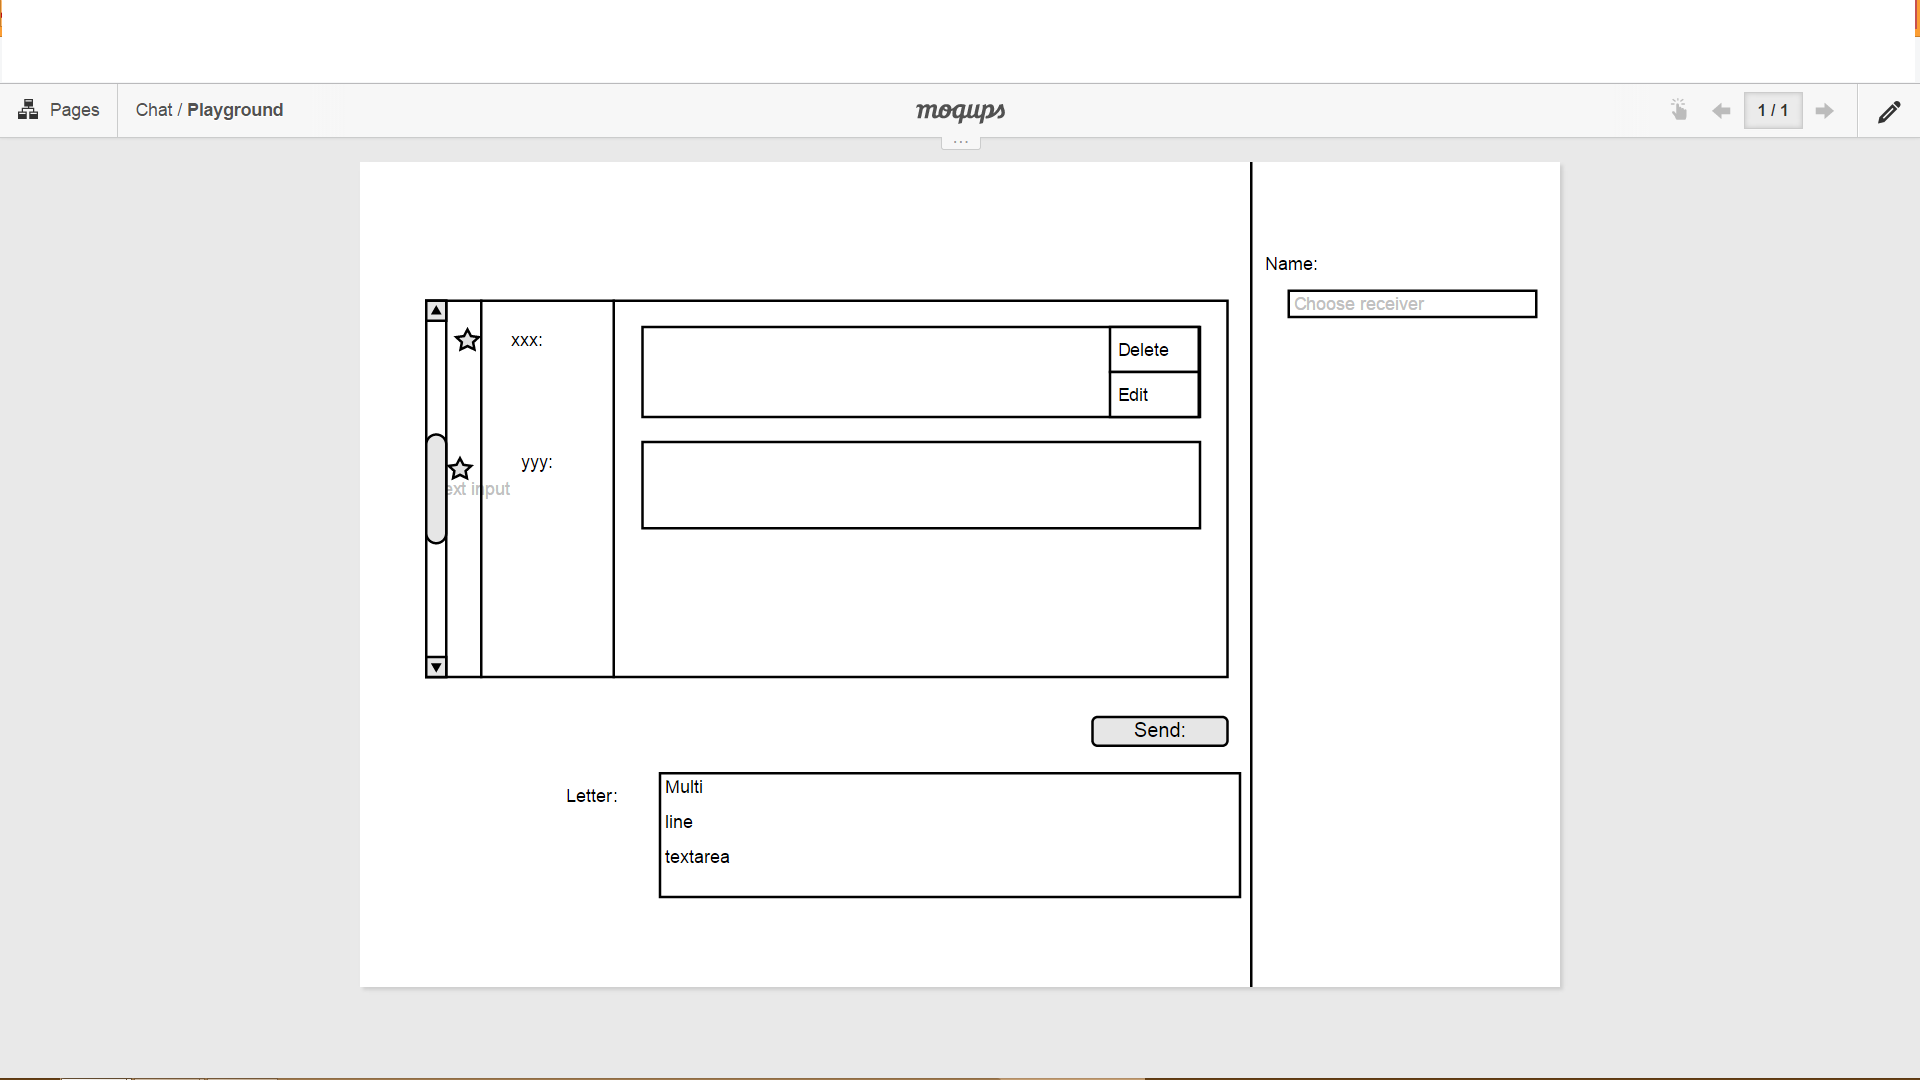 Pages
Chat / Playground
moqups
1 / 1
...
Name:
Choose receiver
xxx:
Delete
Edit
yyy:
ext input
Send:
Letter:
Multi
line
textarea